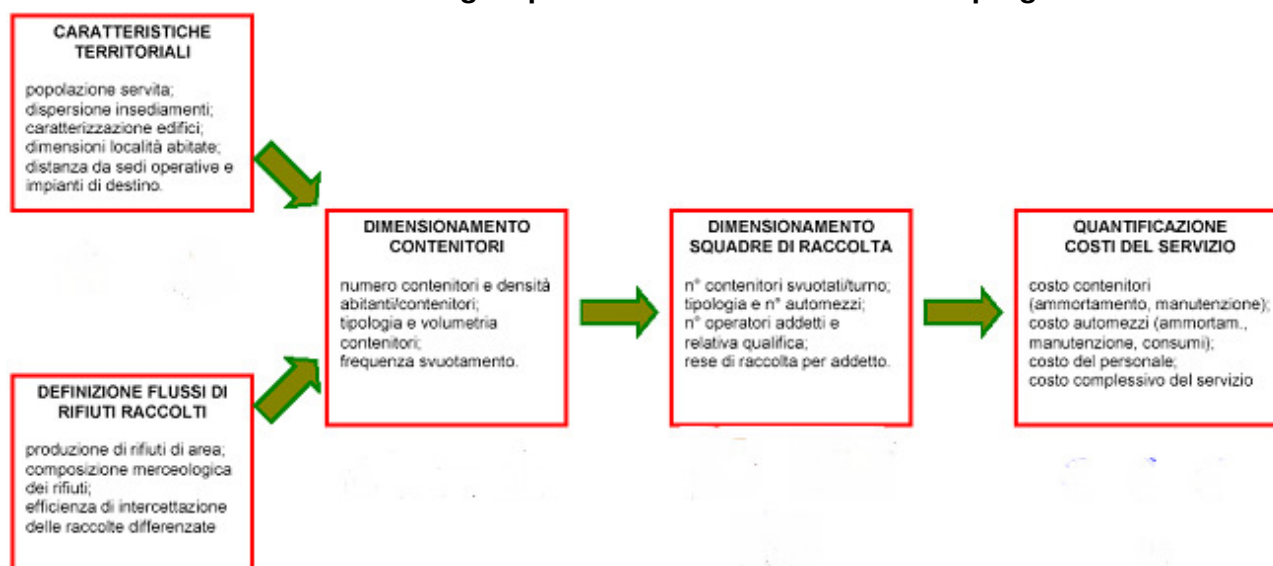 CARATTERISTICHE
TERRITORIALI
popolazione servita;
dispersione insediamenti;
caratterizzazione edifici;
dimensioni località abitate;
distanza da sedi operative e
impianti di destino.
DEFINIZIONE FLUSSI DI
RIFIUTI RACCOLTI
produzione di rifiuti di area;
composizione merceologica
dei rifiuti;
efficienza di intercettazione
delle raccolte differenzate
DIMENSIONAMENTO
CONTENITORI
numero contenitori e densità
abitanti/contenitori;
tipologia e volumetria
contenitori;
frequenza svuotamento.
DIMENSIONAMENTO
SQUADRE DI RACCOLTA
n° contenitori svuotati/turno;
tipologia e n° automezzi;
n° operatori addetti e
relativa qualifica;
rese di raccolta per addetto.
QUANTIFICAZIONE
COSTI DEL SERVIZIO
costo contenitori
(ammortamento, manutenzione);
costo automezzi (ammortam.,
manutenzione, consumi);
costo del personale;
costo complessivo del servizio